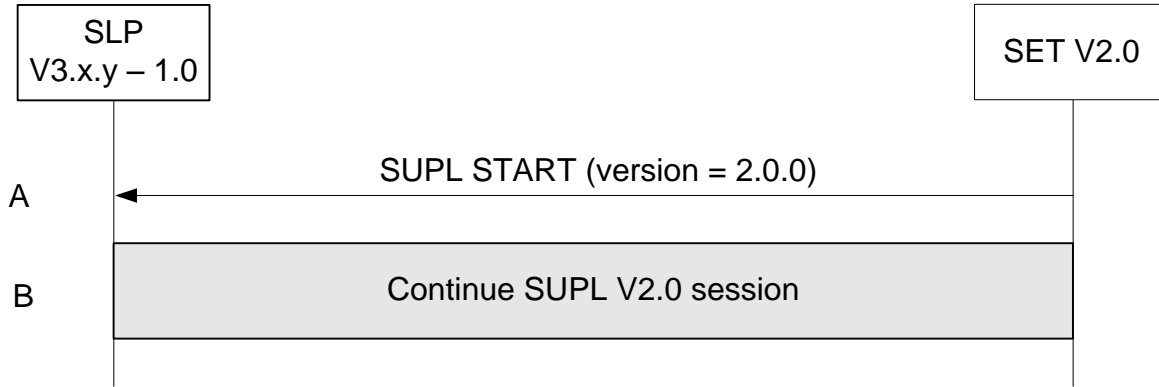 SLP
V3.x.y – 1.0
SET V2.0
SUPL START (version = 2.0.0)
A
Continue SUPL V2.0 session
B